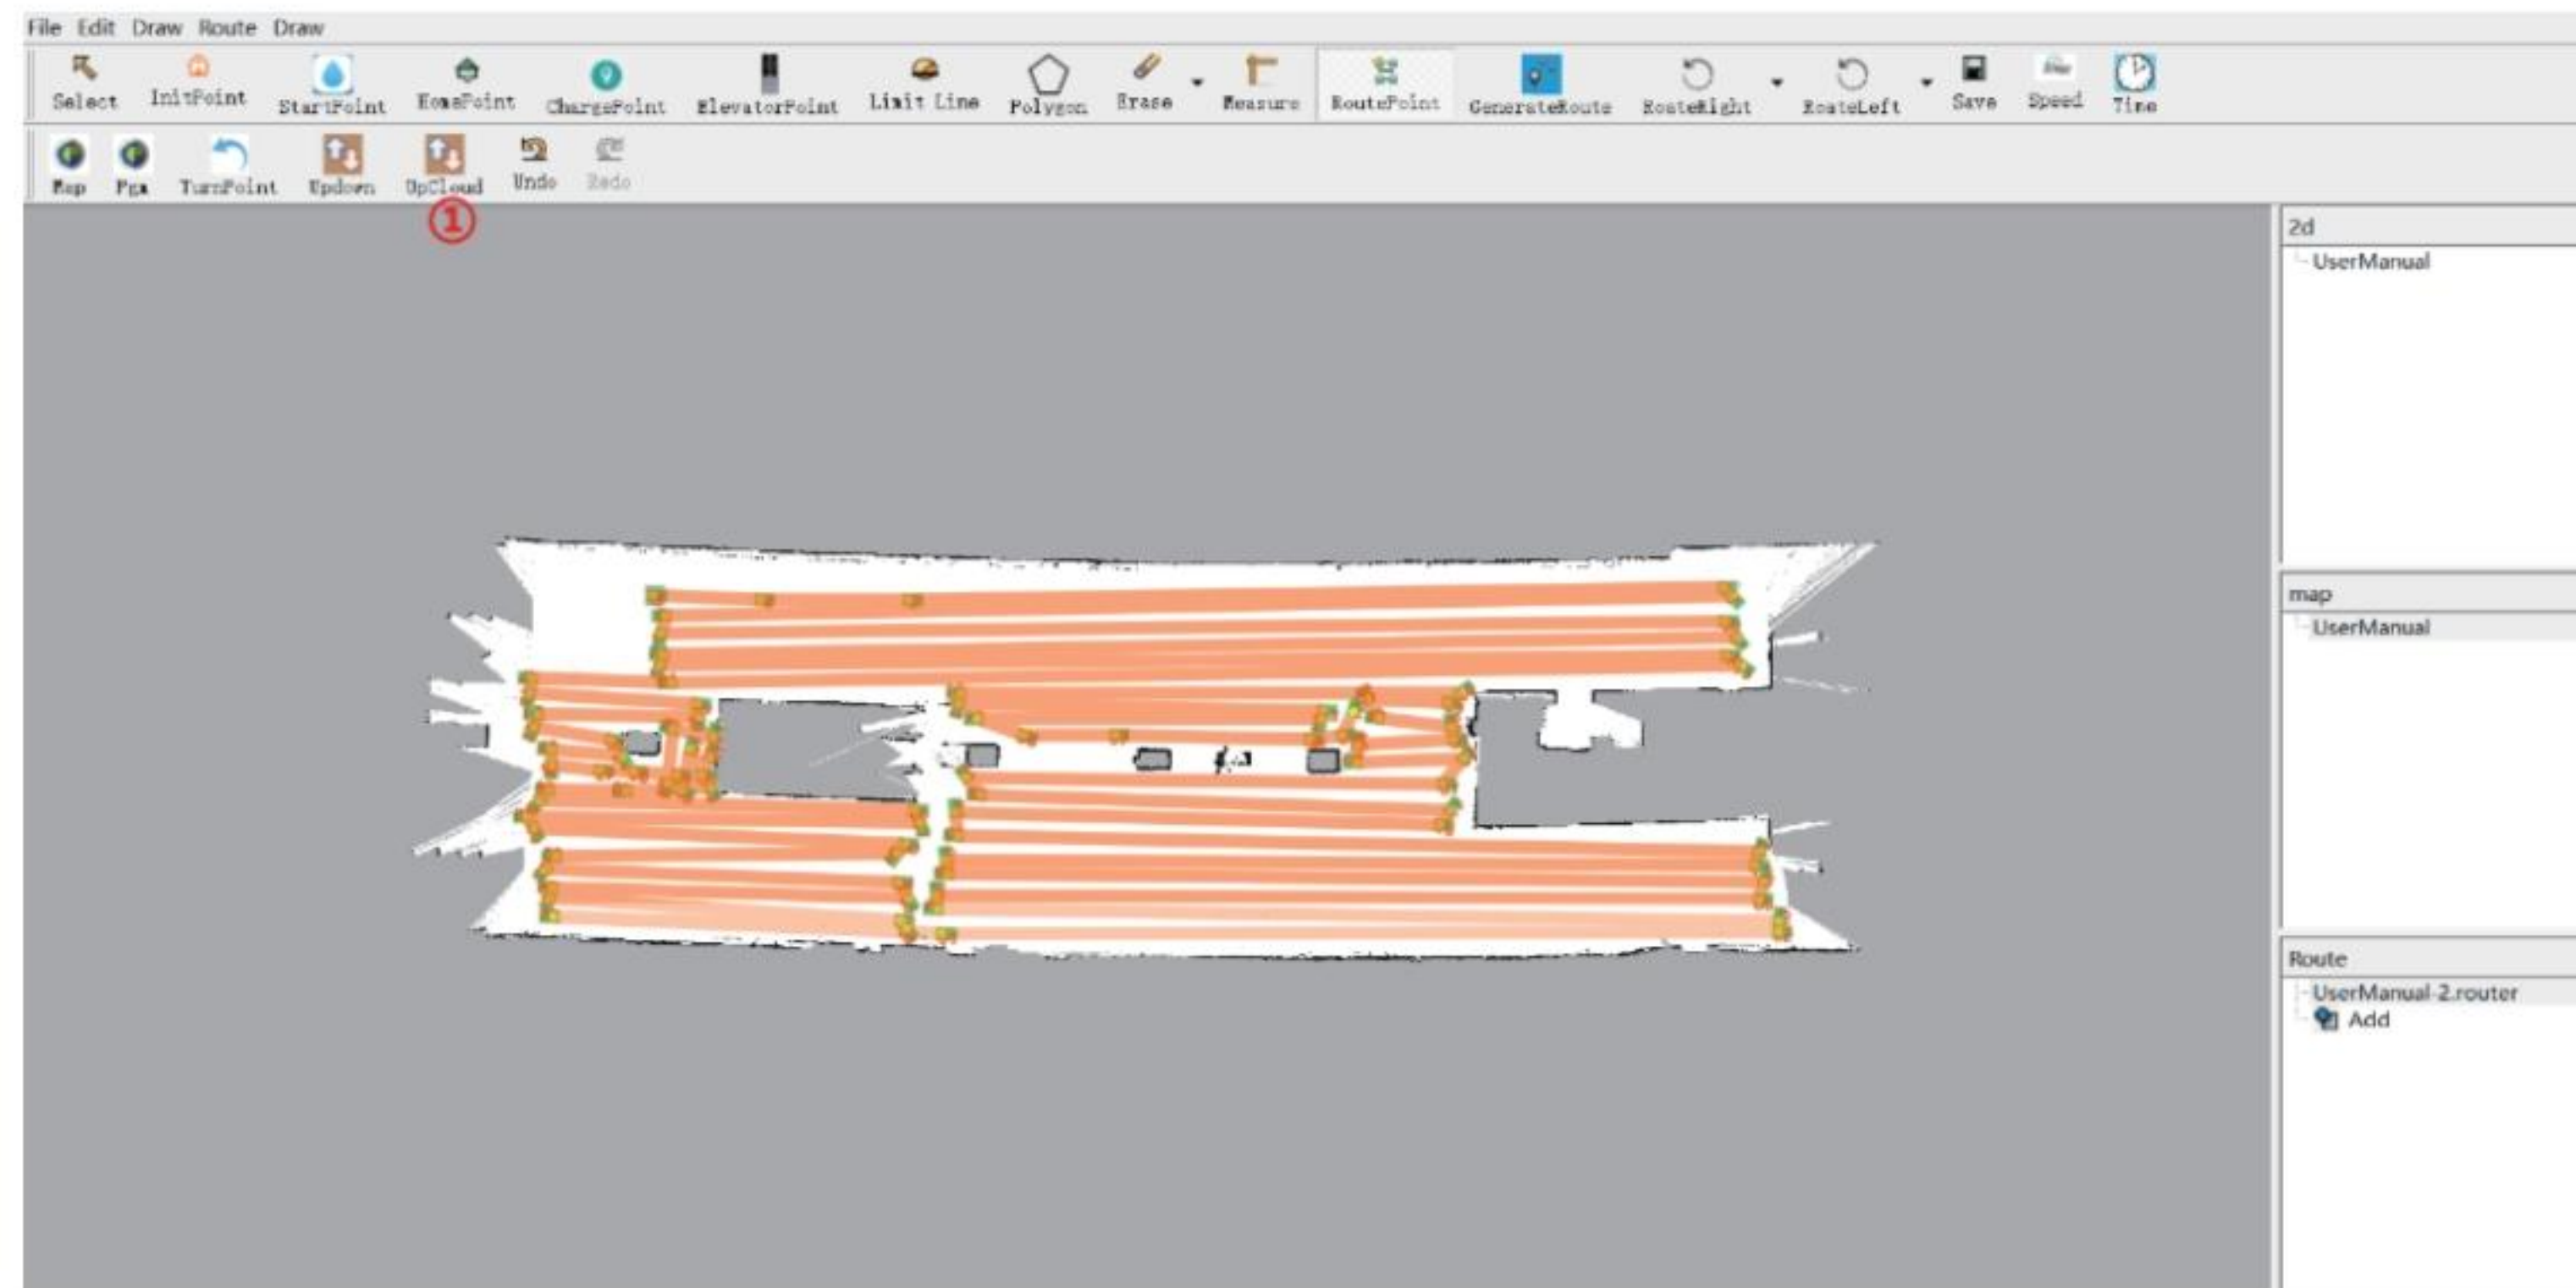 File Edit Draw Route Draw
Select InitPoint StartPoint HomePoint ChargePoint ElevatorPoint Limit Line Polygon Erase Measure RoutePoint GenerateRoute RoateRight RoateLeft Save Speed Time
Map Pgm TurnPoint Updown UpCloud Undo Redo
①
2d
UserManual
map
UserManual
Route
UserManual-2.router
Add